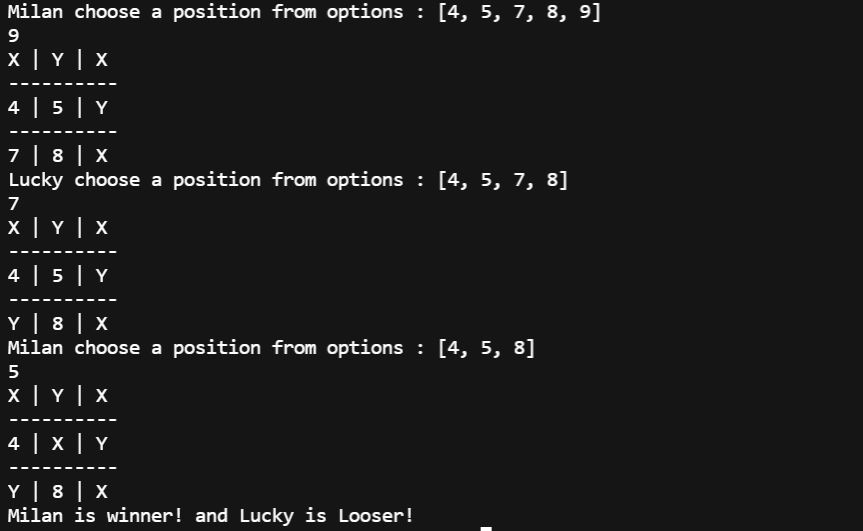 Milan choose a position from options : [4, 5, 7, 8, 9]
9
X | Y | X
----------
4 | 5 | Y
----------
7 | 8 | X
Lucky choose a position from options : [4, 5, 7, 8]
7
X | Y | X
----------
4 | 5 | Y
----------
Y | 8 | X
Milan choose a position from options : [4, 5, 8]
5
X | Y | X
----------
4 | X | Y
----------
Y | 8 | X
Milan is winner! and Lucky is Looser!